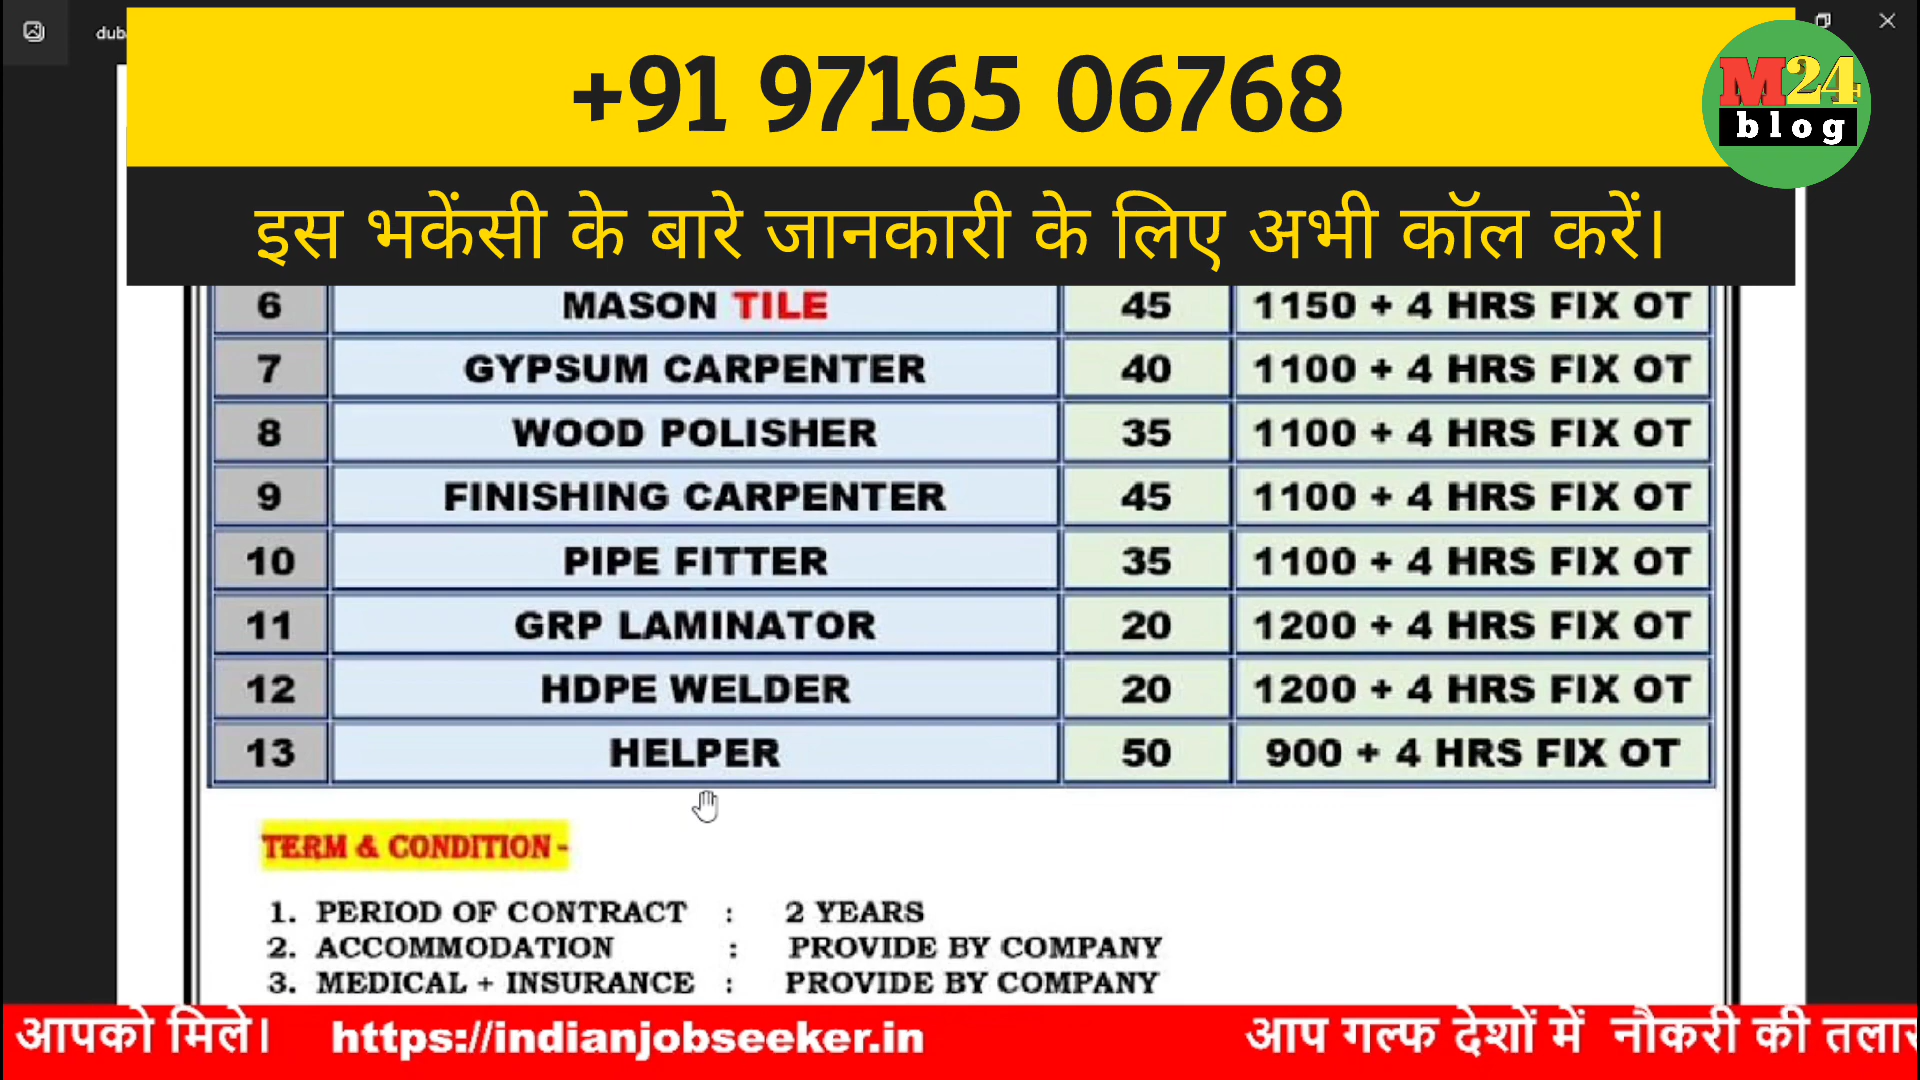 dub
+91 97165 06768
M24
blog
इस भकेंसी के बारे जानकारी के लिए अभी कॉल करें।
6 MASON TILE 45 1150 + 4 HRS FIX OT
7 GYPSUM CARPENTER 40 1100 + 4 HRS FIX OT
8 WOOD POLISHER 35 1100 + 4 HRS FIX OT
9 FINISHING CARPENTER 45 1100 + 4 HRS FIX OT
10 PIPE FITTER 35 1100 + 4 HRS FIX OT
11 GRP LAMINATOR 20 1200 + 4 HRS FIX OT
12 HDPE WELDER 20 1200 + 4 HRS FIX OT
13 HELPER 50 900 + 4 HRS FIX OT
TERM & CONDITION -
1. PERIOD OF CONTRACT : 2 YEARS
2. ACCOMMODATION : PROVIDE BY COMPANY
3. MEDICAL + INSURANCE : PROVIDE BY COMPANY
आपको मिले। https://indianjobseeker.in आप गल्फ देशों में नौकरी की